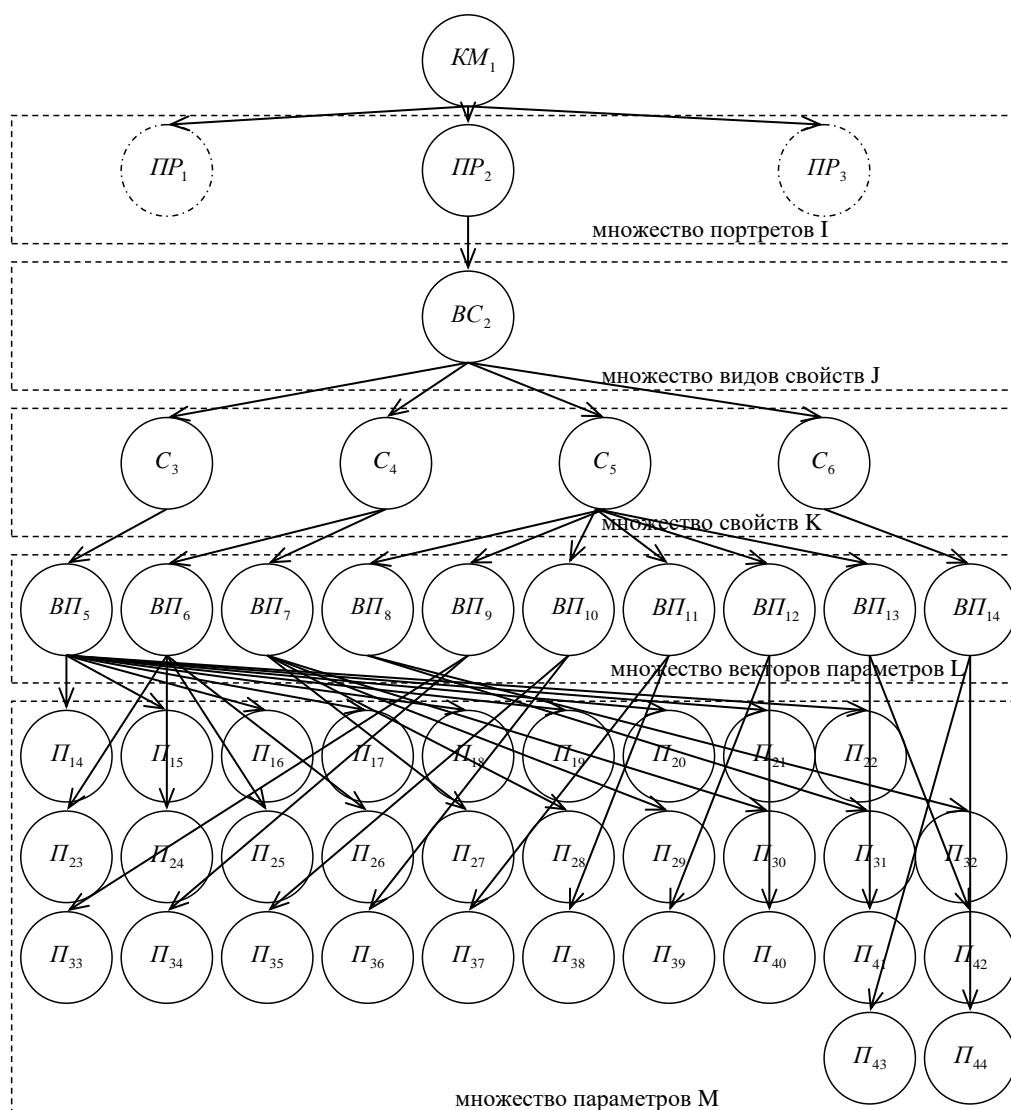 КМ₁
ПР₁ ПР₂ ПР₃
множество портретов I
ВС₂
множество видов свойств J
С₃ С₄ С₅ С₆
множество свойств K
ВП₅ ВП₆ ВП₇ ВП₈ ВП₉ ВП₁₀ ВП₁₁ ВП₁₂ ВП₁₃ ВП₁₄
множество векторов параметров L
П₁₄ П₁₅ П₁₆ П₁₇ П₁₈ П₁₉ П₂₀ П₂₁ П₂₂
П₂₃ П₂₄ П₂₅ П₂₆ П₂₇ П₂₈ П₂₉ П₃₀ П₃₁ П₃₂
П₃₃ П₃₄ П₃₅ П₃₆ П₃₇ П₃₈ П₃₉ П₄₀ П₄₁ П₄₂
П₄₃ П₄₄
множество параметров M